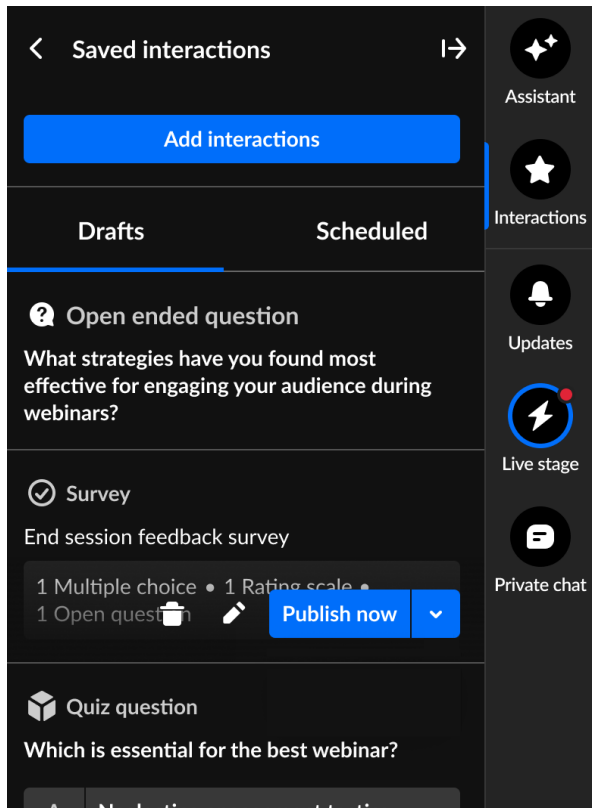 Saved interactions
Assistant
Add interactions
Interactions
Drafts
Scheduled
Updates
Open ended question
What strategies have you found most
effective for engaging your audience during
webinars?
Live stage
Survey
End session feedback survey
1 Multiple choice • 1 Rating scale •
1 Open question
Publish now
Private chat
Quiz question
Which is essential for the best webinar?